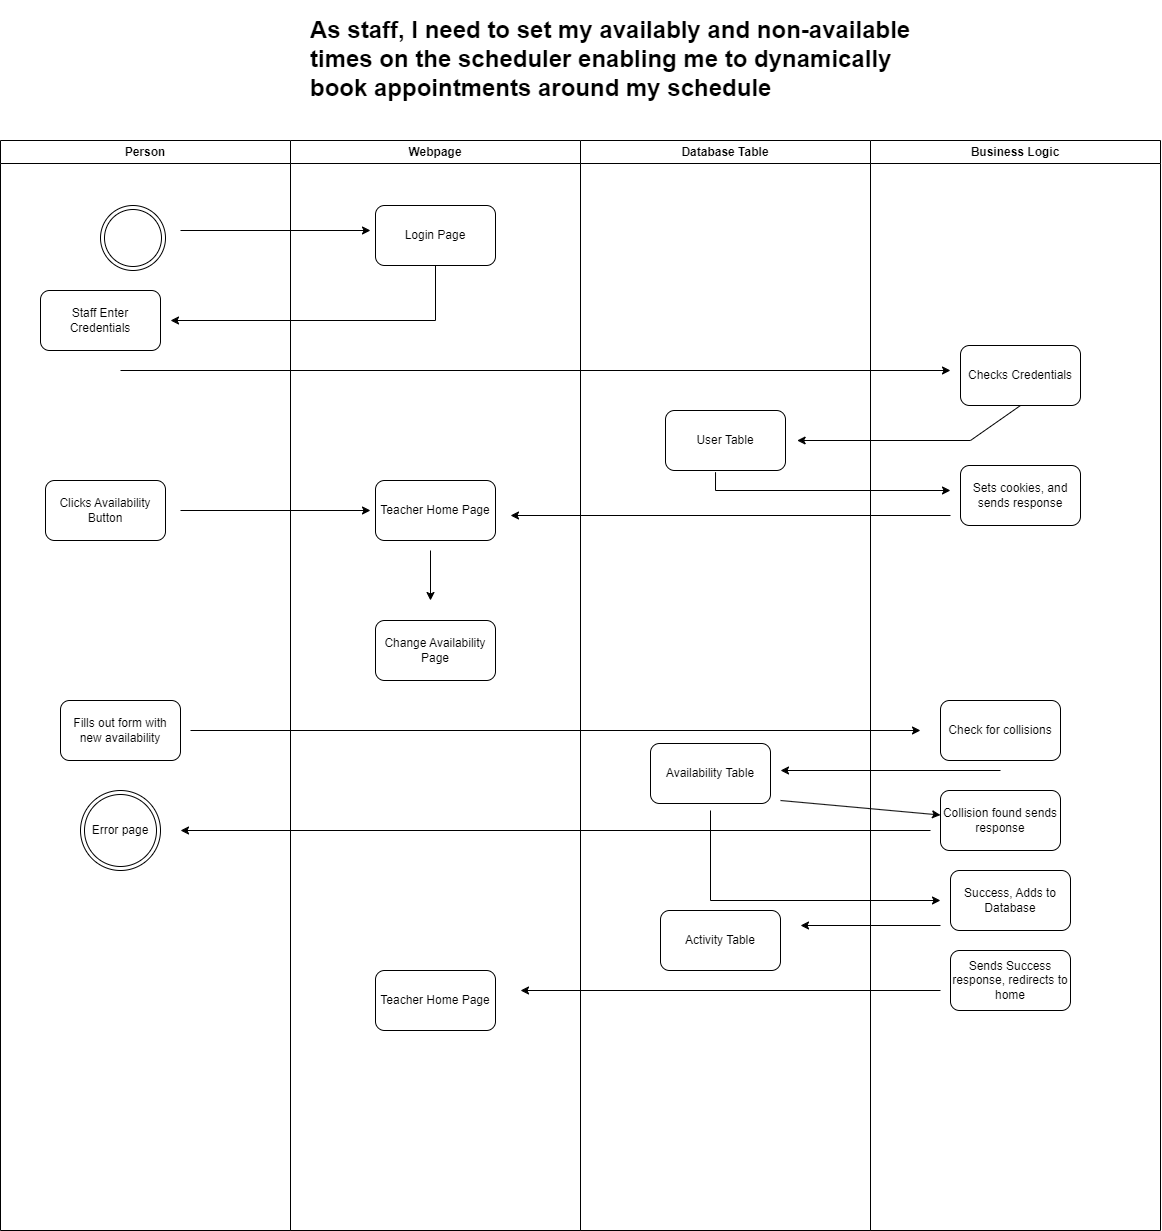 As staff, I need to set my availably and non-available
times on the scheduler enabling me to dynamically
book appointments around my schedule
Person
Webpage
Database Table
Business Logic
Login Page
Staff Enter
Credentials
Checks Credentials
User Table
Clicks Availability
Button
Teacher Home Page
Sets cookies, and
sends response
Change Availability
Page
Fills out form with
new availability
Check for collisions
Availability Table
Error page
Collision found sends
response
Success, Adds to
Database
Activity Table
Sends Success
response, redirects to
home
Teacher Home Page